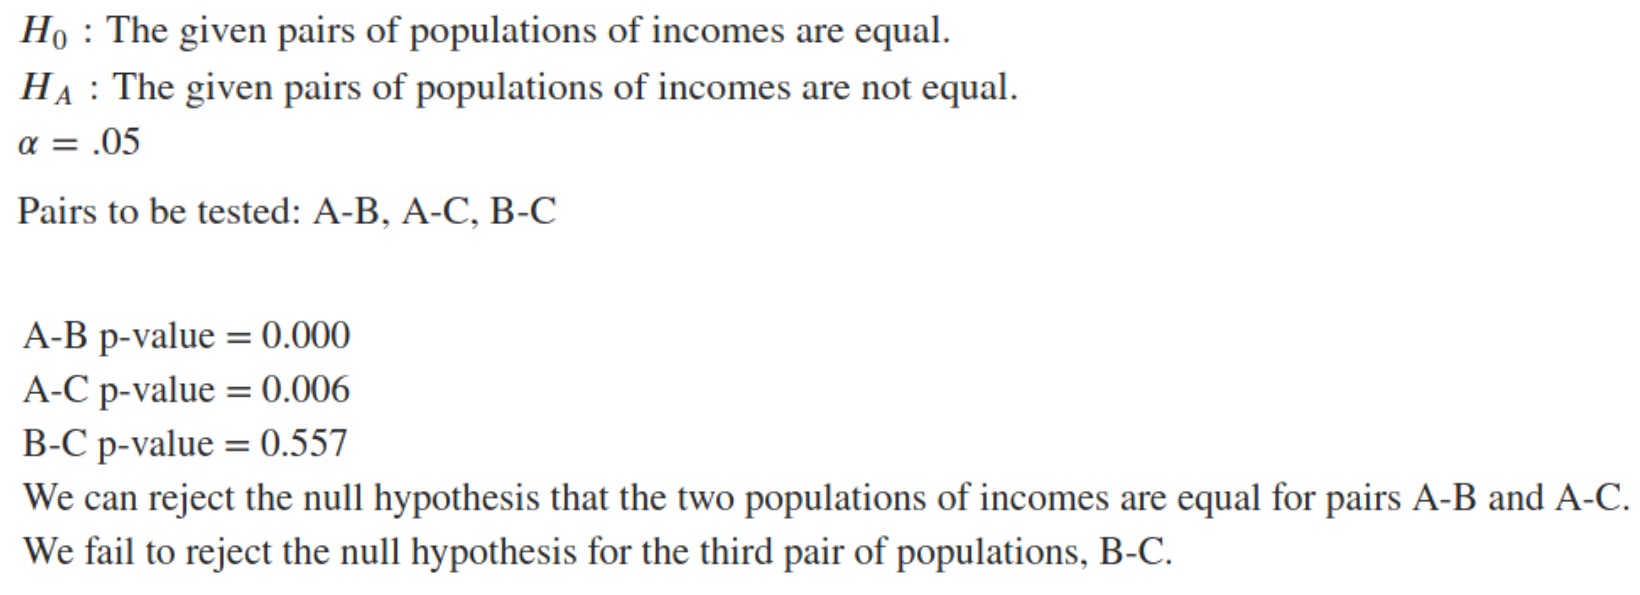 H₀ : The given pairs of populations of incomes are equal.
H_A : The given pairs of populations of incomes are not equal.
α = .05
Pairs to be tested: A-B, A-C, B-C
A-B p-value = 0.000
A-C p-value = 0.006
B-C p-value = 0.557
We can reject the null hypothesis that the two populations of incomes are equal for pairs A-B and A-C.
We fail to reject the null hypothesis for the third pair of populations, B-C.